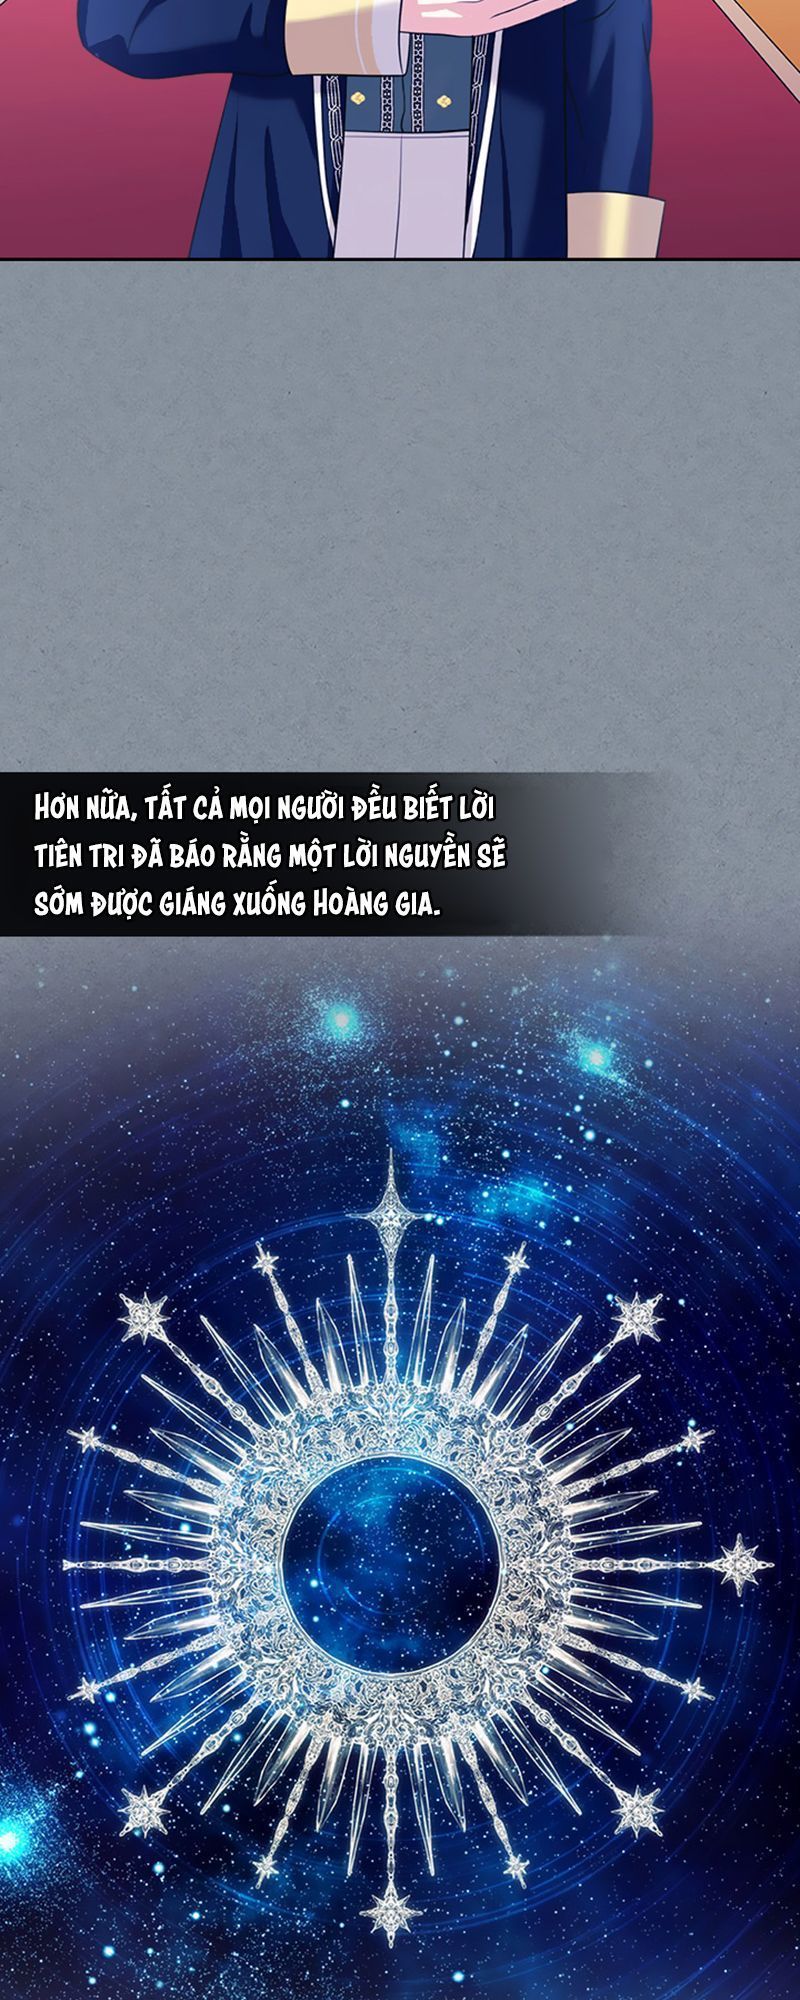 Hơn nữa, tất cả mọi người đều biết lời
tiên tri đã báo rằng một lời nguyền sẽ
sớm được giáng xuống Hoàng gia.